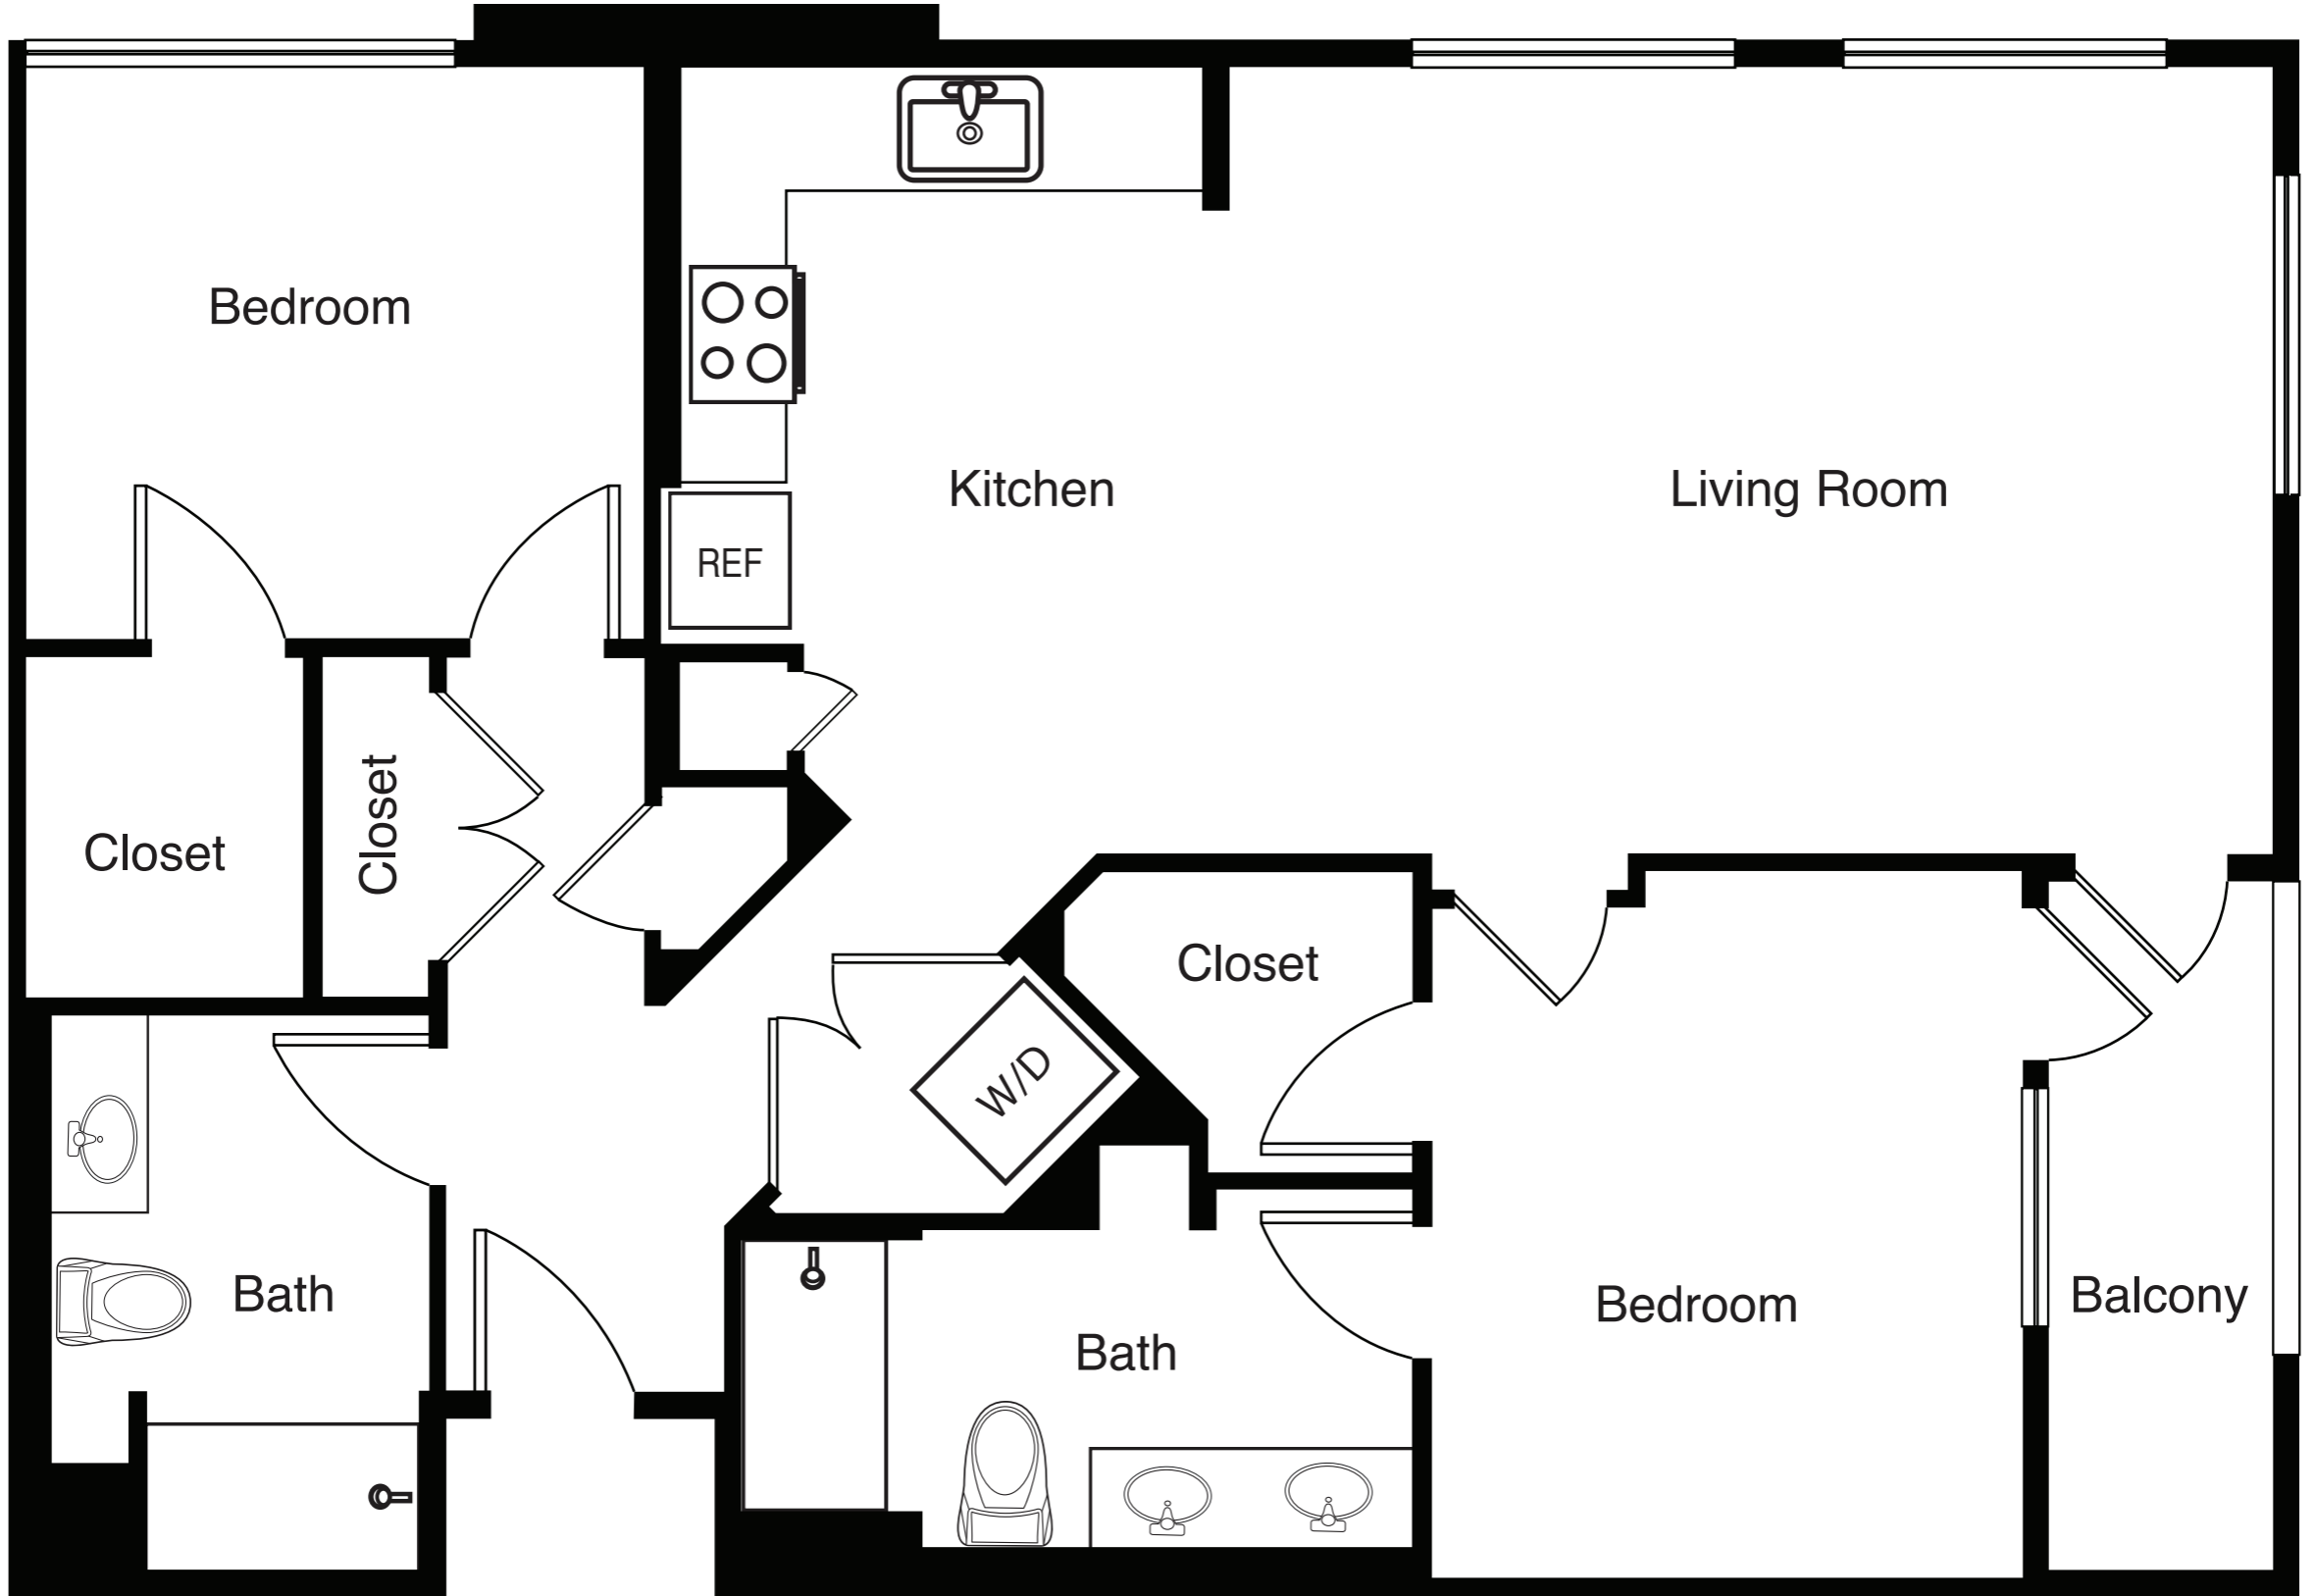 Bedroom
Kitchen
Living Room
REF
Closet
Closet
Closet
W/D
Bath
Bath
Bedroom
Balcony